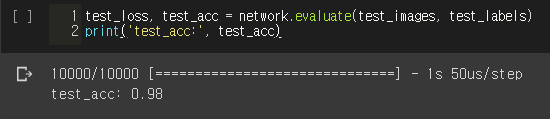 [ ] 1 test_loss, test_acc = network.evaluate(test_images, test_labels)
2 print('test_acc:', test_acc)
10000/10000 [==============================] - 1s 50us/step
test_acc: 0.98